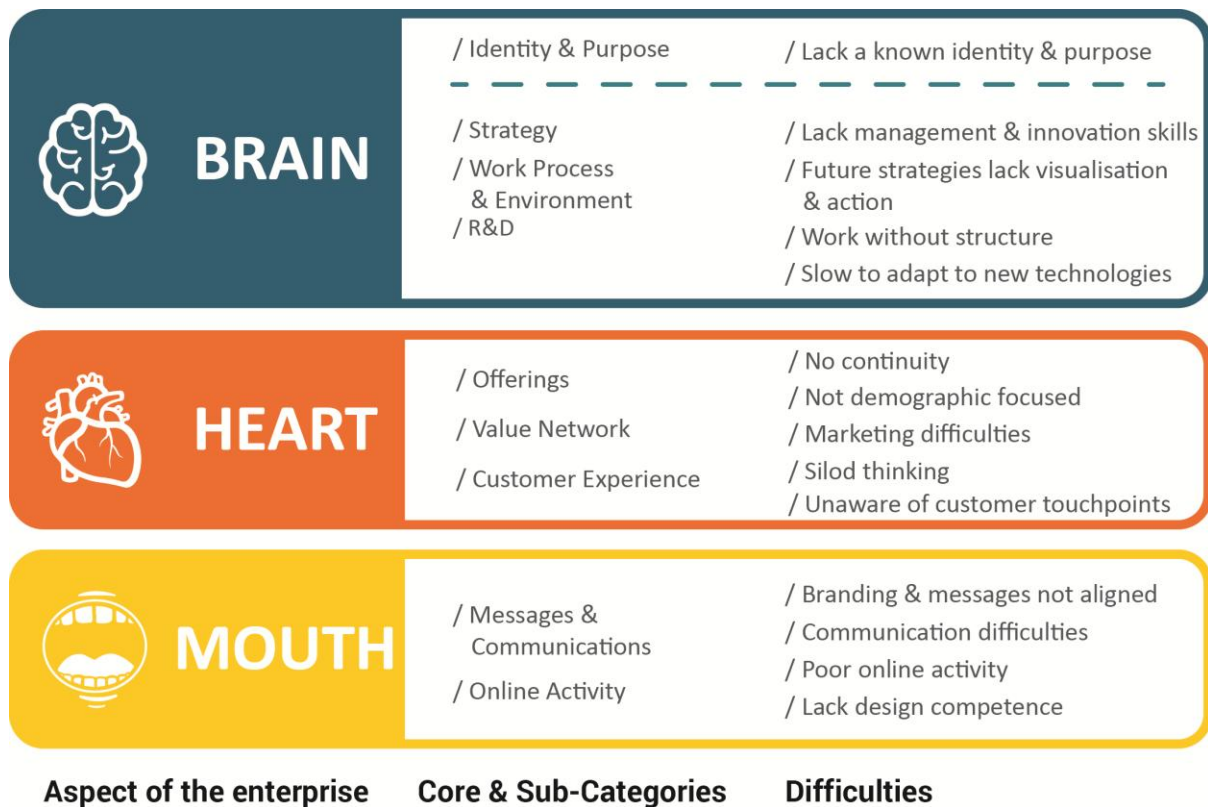 BRAIN
/ Identity & Purpose
/ Strategy
/ Work Process
& Environment
/ R&D
/ Lack a known identity & purpose
/ Lack management & innovation skills
/ Future strategies lack visualisation
& action
/ Work without structure
/ Slow to adapt to new technologies
HEART
/ Offerings
/ Value Network
/ Customer Experience
/ No continuity
/ Not demographic focused
/ Marketing difficulties
/ Silod thinking
/ Unaware of customer touchpoints
MOUTH
/ Messages &
Communications
/ Online Activity
/ Branding & messages not aligned
/ Communication difficulties
/ Poor online activity
/ Lack design competence
Aspect of the enterprise
Core & Sub-Categories
Difficulties